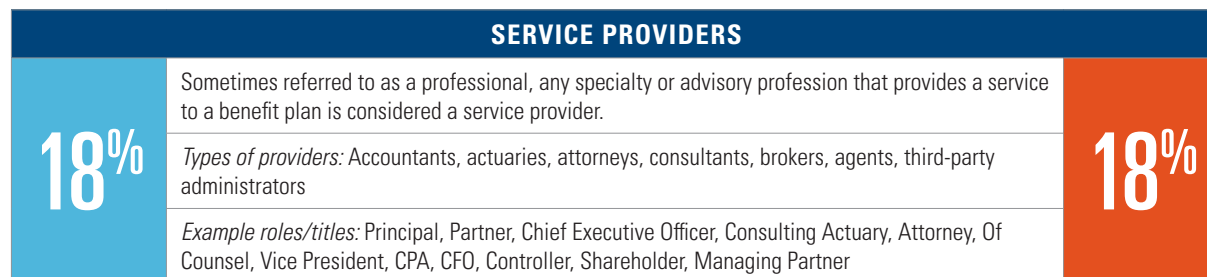 SERVICE PROVIDERS
18%
Sometimes referred to as a professional, any specialty or advisory profession that provides a service
to a benefit plan is considered a service provider.
Types of providers: Accountants, actuaries, attorneys, consultants, brokers, agents, third-party
administrators
Example roles/titles: Principal, Partner, Chief Executive Officer, Consulting Actuary, Attorney, Of
Counsel, Vice President, CPA, CFO, Controller, Shareholder, Managing Partner
18%